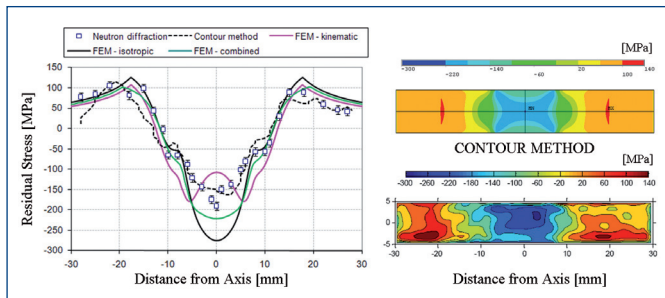 Neutron diffraction
Contour method
FEM - kinematic
FEM - isotropic
FEM - combined
150
100
50
0
-50
-100
-150
-200
-250
-300
Residual Stress [MPa]
-30
-20
-10
0
10
20
30
Distance from Axis [mm]
[MPa]
-220
-140
-60
20
100
140
CONTOUR METHOD
[MPa]
-300 -260 -220 -180 -140 -100 -60 -20 20 60 100 140
5
0
-5
-30
-20
-10
0
10
20
30
Distance from Axis [mm]